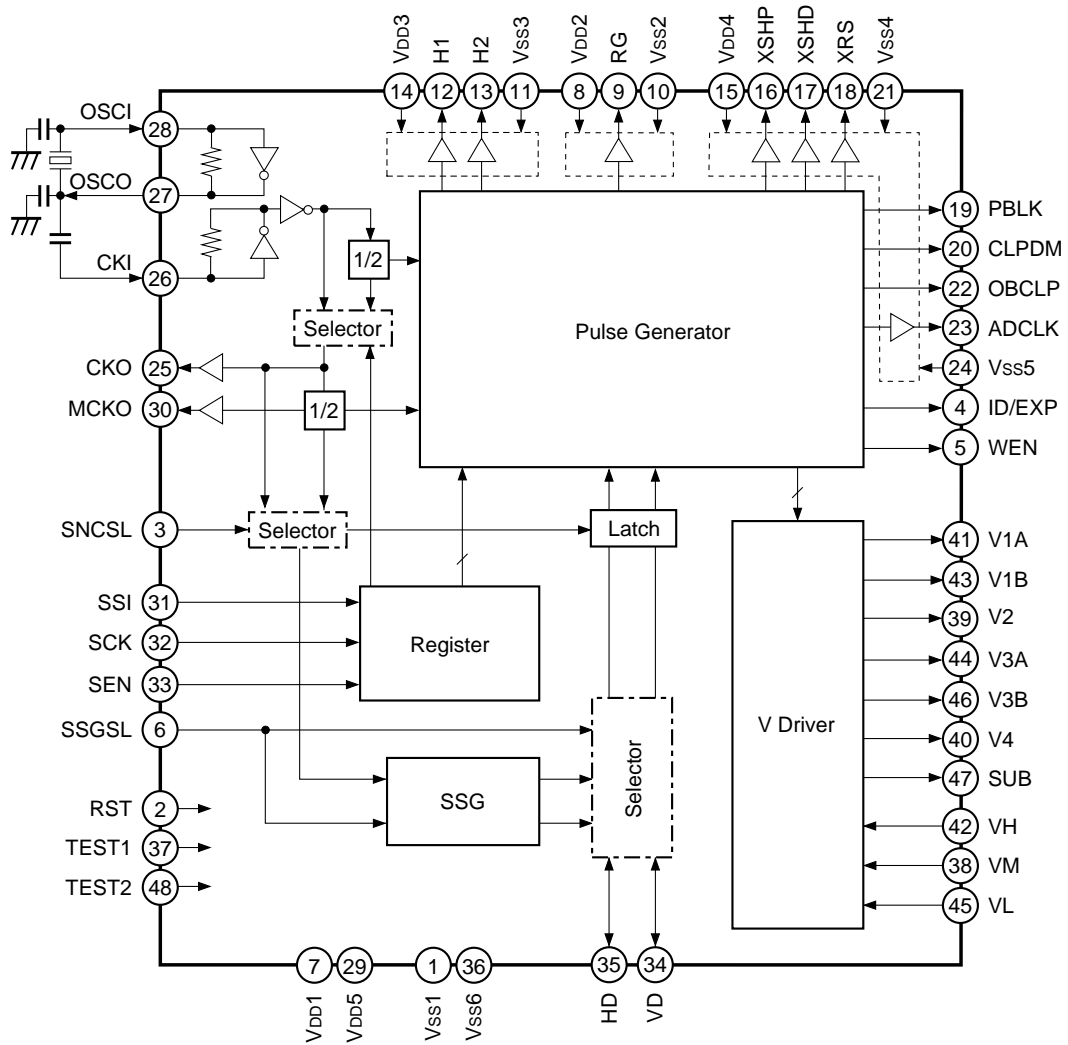 VDD3
H1
H2
VSS3
VDD2
RG
VSS2
VDD4
XSHP
XSHD
XRS
VSS4
14
12
13
11
8
9
10
15
16
17
18
21
OSCI
28
OSCO
27
CKI
26
1/2
Selector
CKO
25
MCKO
30
1/2
Pulse Generator
19
PBLK
20
CLPDM
22
OBCLP
23
ADCLK
24
VSS5
4
ID/EXP
5
WEN
SNCSL
3
Selector
Latch
SSI
31
SCK
32
SEN
33
Register
SSGSL
6
SSG
Selector
RST
2
TEST1
37
TEST2
48
V Driver
41
V1A
43
V1B
39
V2
44
V3A
46
V3B
40
V4
47
SUB
42
VH
38
VM
45
VL
7
29
1
36
35
34
VDD1
VDD5
VSS1
VSS6
HD
VD